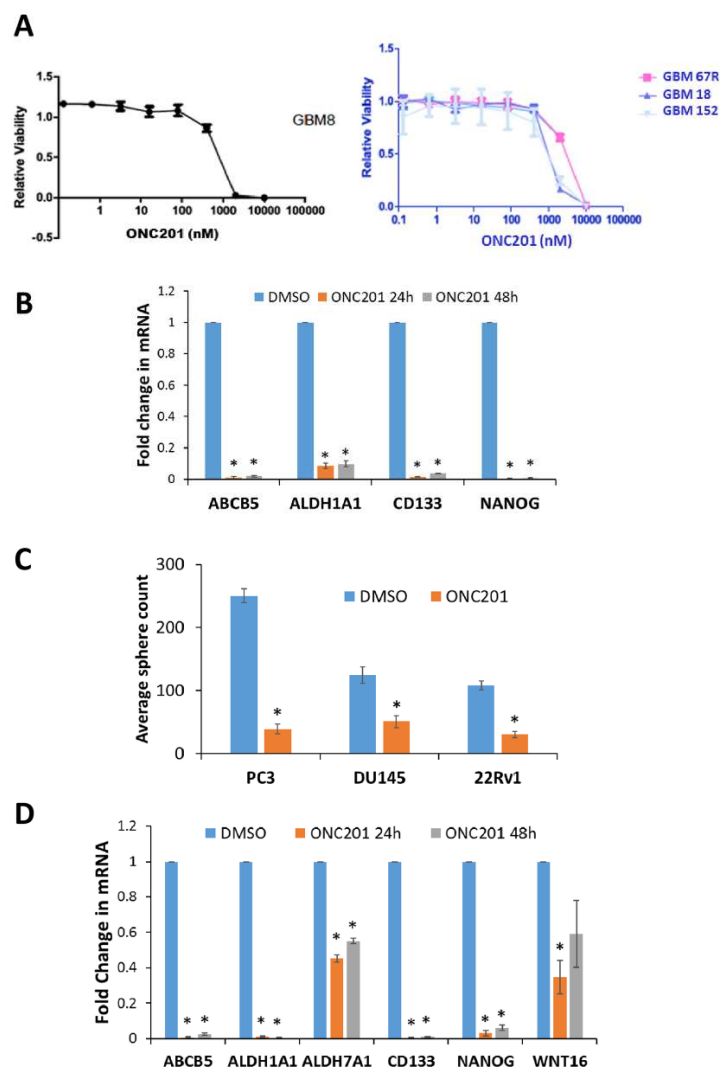 A
Relative Viability
1.5
1.0
0.5
0.0
-0.5
1 10 100 1000 10000 100000
ONC201 (nM)
GBM8
Relative Viability
1.5
1.0
0.5
0.0
0.1 1 10 100 1000 10000 100000
ONC201 (nM)
GBM 67R
GBM 18
GBM 152
B
Fold change in mRNA
1.2
1
0.8
0.6
0.4
0.2
0
DMSO ONC201 24h ONC201 48h
* * * * * * * *
ABCB5 ALDH1A1 CD133 NANOG
C
Average sphere count
300
200
100
0
DMSO ONC201
* * *
PC3 DU145 22Rv1
D
Fold Change in mRNA
1.2
1
0.8
0.6
0.4
0.2
0
DMSO ONC201 24h ONC201 48h
* * * * * * * * * * *
ABCB5 ALDH1A1 ALDH7A1 CD133 NANOG WNT16